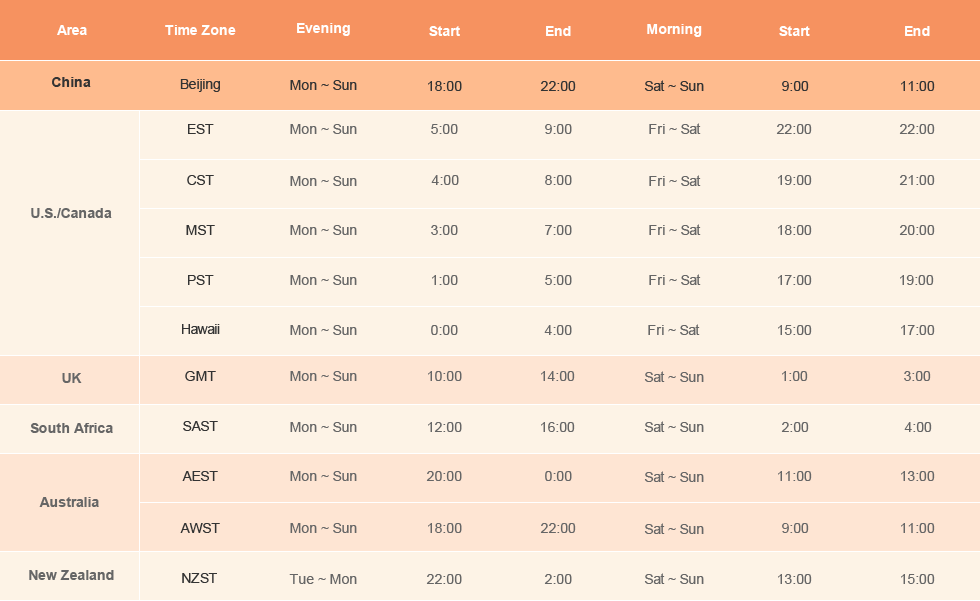 Area Time Zone Evening Start End Morning Start End
China Beijing Mon ~ Sun 18:00 22:00 Sat ~ Sun 9:00 11:00
EST Mon ~ Sun 5:00 9:00 Fri ~ Sat 22:00 22:00
CST Mon ~ Sun 4:00 8:00 Fri ~ Sat 19:00 21:00
U.S./Canada
MST Mon ~ Sun 3:00 7:00 Fri ~ Sat 18:00 20:00
PST Mon ~ Sun 1:00 5:00 Fri ~ Sat 17:00 19:00
Hawaii Mon ~ Sun 0:00 4:00 Fri ~ Sat 15:00 17:00
UK GMT Mon ~ Sun 10:00 14:00 Sat ~ Sun 1:00 3:00
South Africa SAST Mon ~ Sun 12:00 16:00 Sat ~ Sun 2:00 4:00
AEST Mon ~ Sun 20:00 0:00 Sat ~ Sun 11:00 13:00
Australia
AWST Mon ~ Sun 18:00 22:00 Sat ~ Sun 9:00 11:00
New Zealand NZST Tue ~ Mon 22:00 2:00 Sat ~ Sun 13:00 15:00